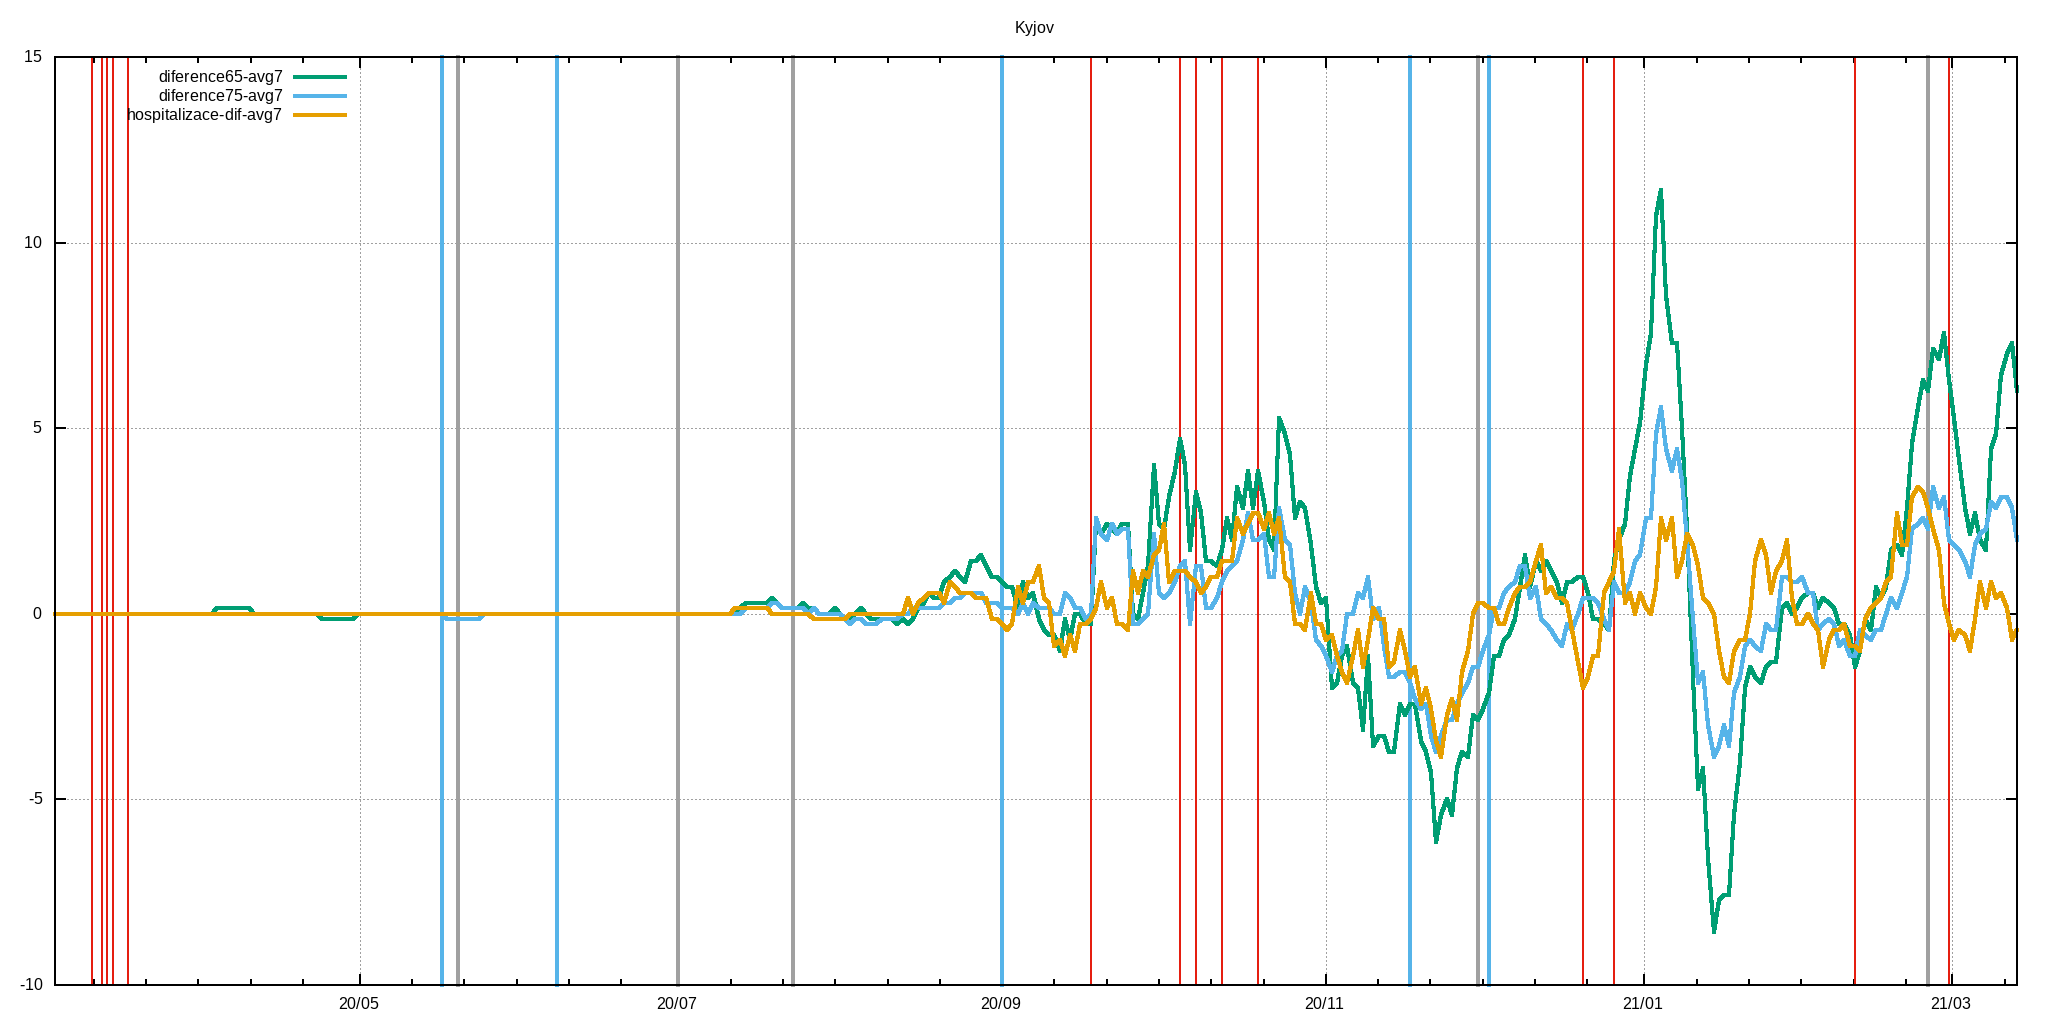 Kyjov
15
diference65-avg7
diference75-avg7
hospitalizace-dif-avg7
10
5
0
-5
-10
20/05 20/07 20/09 20/11 21/01 21/03